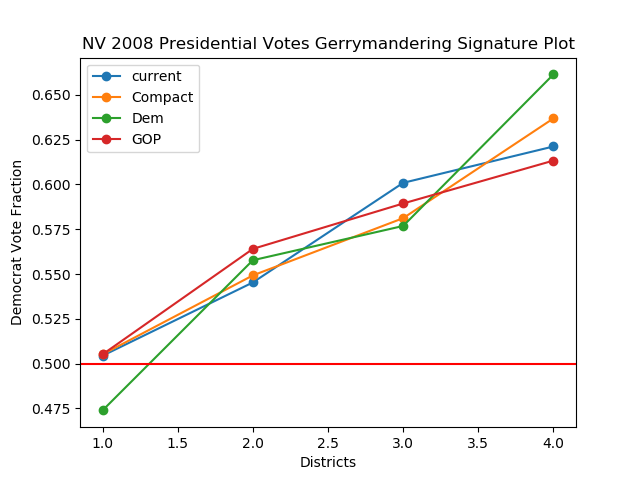 NV 2008 Presidential Votes Gerrymandering Signature Plot
current
Compact
Dem
GOP
Democrat Vote Fraction
0.650
0.625
0.600
0.575
0.550
0.525
0.500
0.475
1.0 1.5 2.0 2.5 3.0 3.5 4.0
Districts